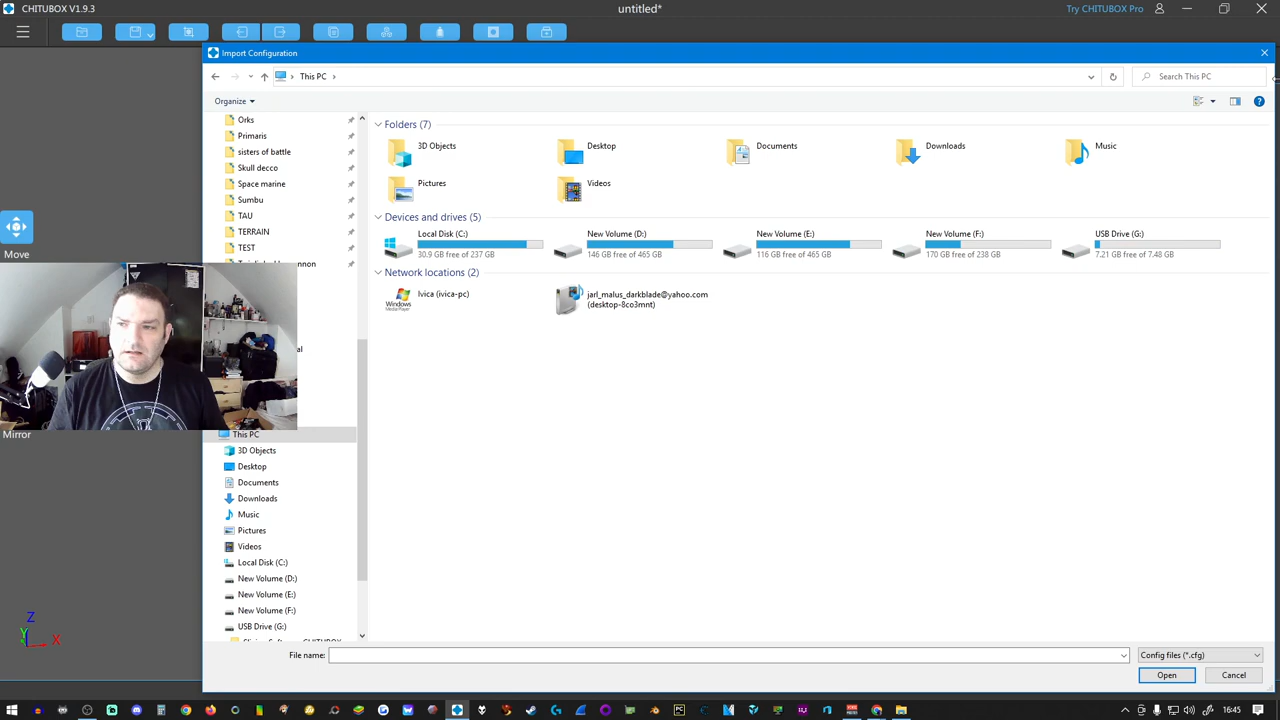 CHITUBOX V1.9.3
untitled*
Try CHITUBOX Pro
Import Configuration
This PC
Search This PC
Organize
Orks
Primaris
sisters of battle
Skull decco
Space marine
Sumbu
TAU
TERRAIN
TEST
Folders (7)
3D Objects
Desktop
Documents
Downloads
Music
Pictures
Videos
Devices and drives (5)
Local Disk (C:)
30.9 GB free of 237 GB
New Volume (D:)
146 GB free of 465 GB
New Volume (E:)
116 GB free of 465 GB
New Volume (F:)
170 GB free of 238 GB
USB Drive (G:)
7.21 GB free of 7.48 GB
Network locations (2)
Ivica (ivica-pc)
jarl_malus_darkblade@yahoo.com
(desktop-8co3mnt)
Move
Mirror
This PC
3D Objects
Desktop
Documents
Downloads
Music
Pictures
Videos
Local Disk (C:)
New Volume (D:)
New Volume (E:)
New Volume (F:)
USB Drive (G:)
Z
Y
X
File name:
Config files (*.cfg)
Open
Cancel
16:45